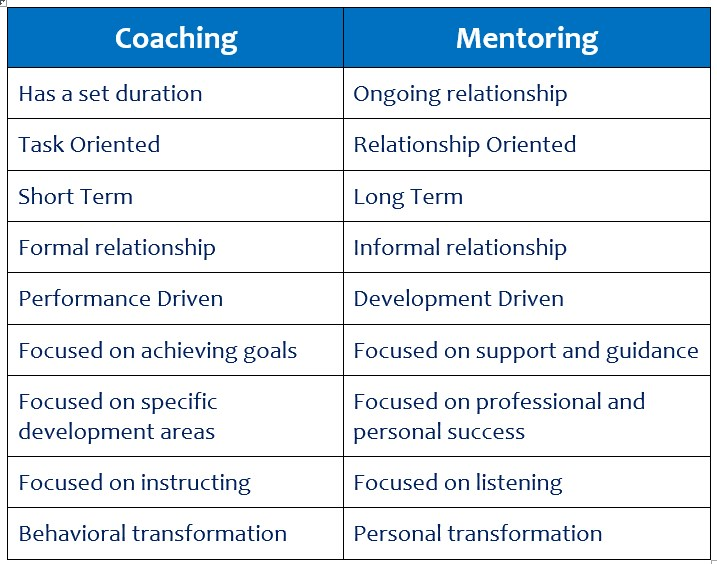 Coaching
Mentoring
Has a set duration
Ongoing relationship
Task Oriented
Relationship Oriented
Short Term
Long Term
Formal relationship
Informal relationship
Performance Driven
Development Driven
Focused on achieving goals
Focused on support and guidance
Focused on specific
development areas
Focused on professional and
personal success
Focused on instructing
Focused on listening
Behavioral transformation
Personal transformation